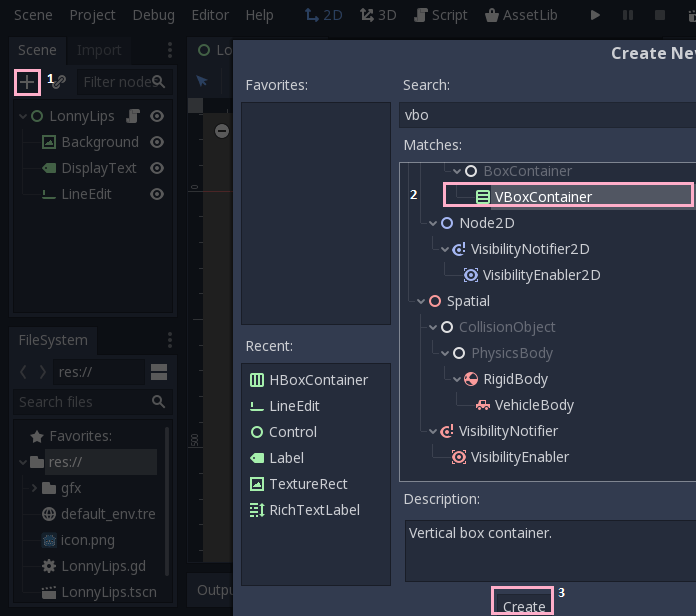 Scene Project Debug Editor Help 2D 3D Script AssetLib
Scene Import
1
Filter node
LonnyLips
Background
DisplayText
LineEdit
FileSystem
res://
Search files
Favorites:
res://
gfx
default_env.tre
icon.png
LonnyLips.gd
LonnyLips.tscn
Lo
0
500
Outpu
Create Ne
Favorites:
Recent:
HBoxContainer
LineEdit
Control
Label
TextureRect
RichTextLabel
Search:
vbo
Matches:
BoxContainer
2
VBoxContainer
Node2D
VisibilityNotifier2D
VisibilityEnabler2D
Spatial
CollisionObject
PhysicsBody
RigidBody
VehicleBody
VisibilityNotifier
VisibilityEnabler
Description:
Vertical box container.
3
Create